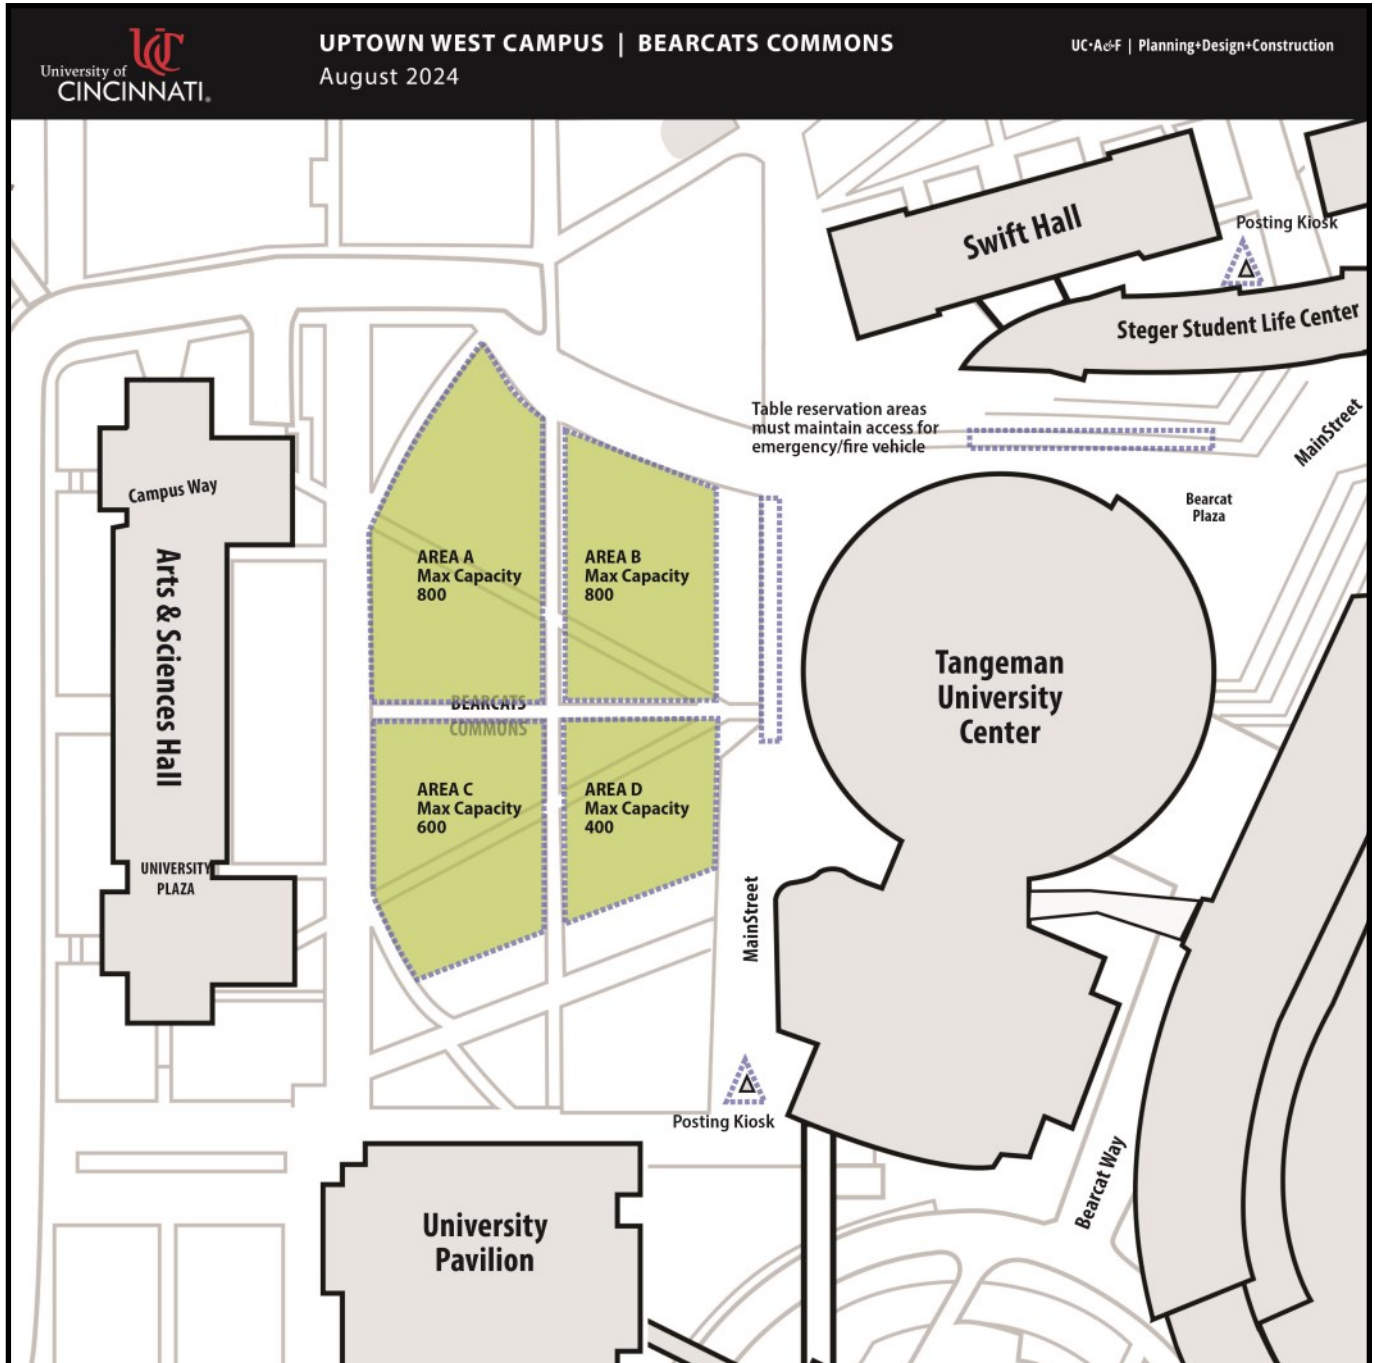 University of
CINCINNATI®
UPTOWN WEST CAMPUS | BEARCATS COMMONS
August 2024
UC•A&F | Planning+Design+Construction
Swift Hall
Posting Kiosk
Steger Student Life Center
Table reservation areas
must maintain access for
emergency/fire vehicle
MainStreet
Bearcat
Plaza
Campus Way
Arts & Sciences Hall
AREA A
Max Capacity
800
AREA B
Max Capacity
800
Tangeman
University
Center
BEARCATS
COMMONS
AREA C
Max Capacity
600
AREA D
Max Capacity
400
UNIVERSITY
PLAZA
MainStreet
Posting Kiosk
Bearcat Way
University
Pavilion